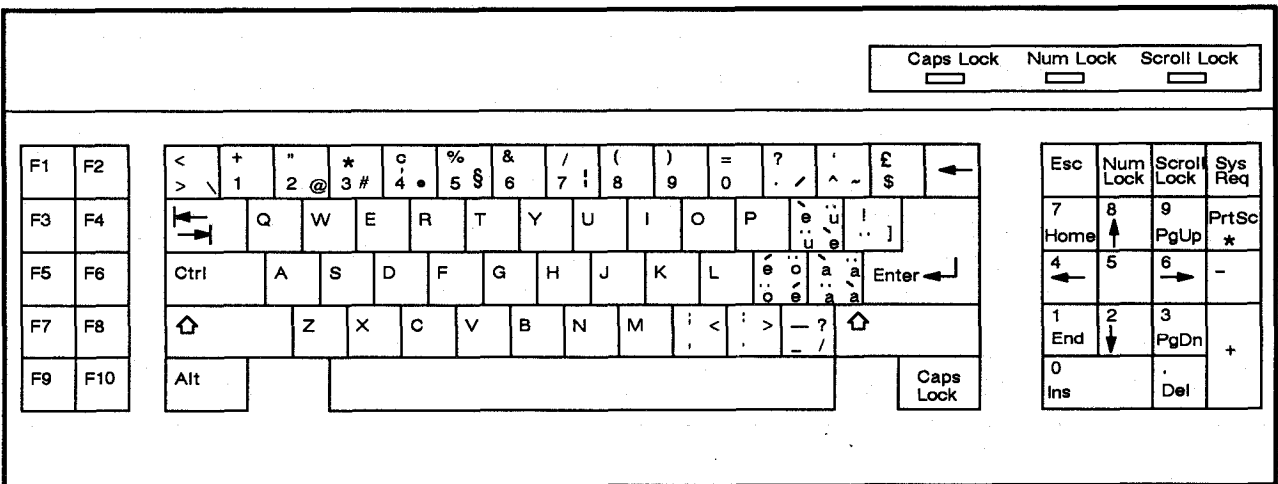 Caps Lock Num Lock Scroll Lock
F1 F2 < > \ + 1 " 2 @ * 3 # ç 4 • % 5 § & 6 / 7 ¦ ( 8 ) 9 = 0 ? ' ´ ` ^ ~ £ $ ← Esc Num Lock Scroll Lock Sys Req
F3 F4 Q W E R T Y U I O P è ü ü è ! ¨ ] 7 Home 8 ↑ 9 PgUp PrtSc *
F5 F6 Ctrl A S D F G H J K L é ö ö é à ä ä à Enter 4 ← 5 6 → -
F7 F8 ⇧ Z X C V B N M ; , < : . > — _ ? / ⇧ 1 End 2 ↓ 3 PgDn +
F9 F10 Alt Caps Lock 0 Ins . Del